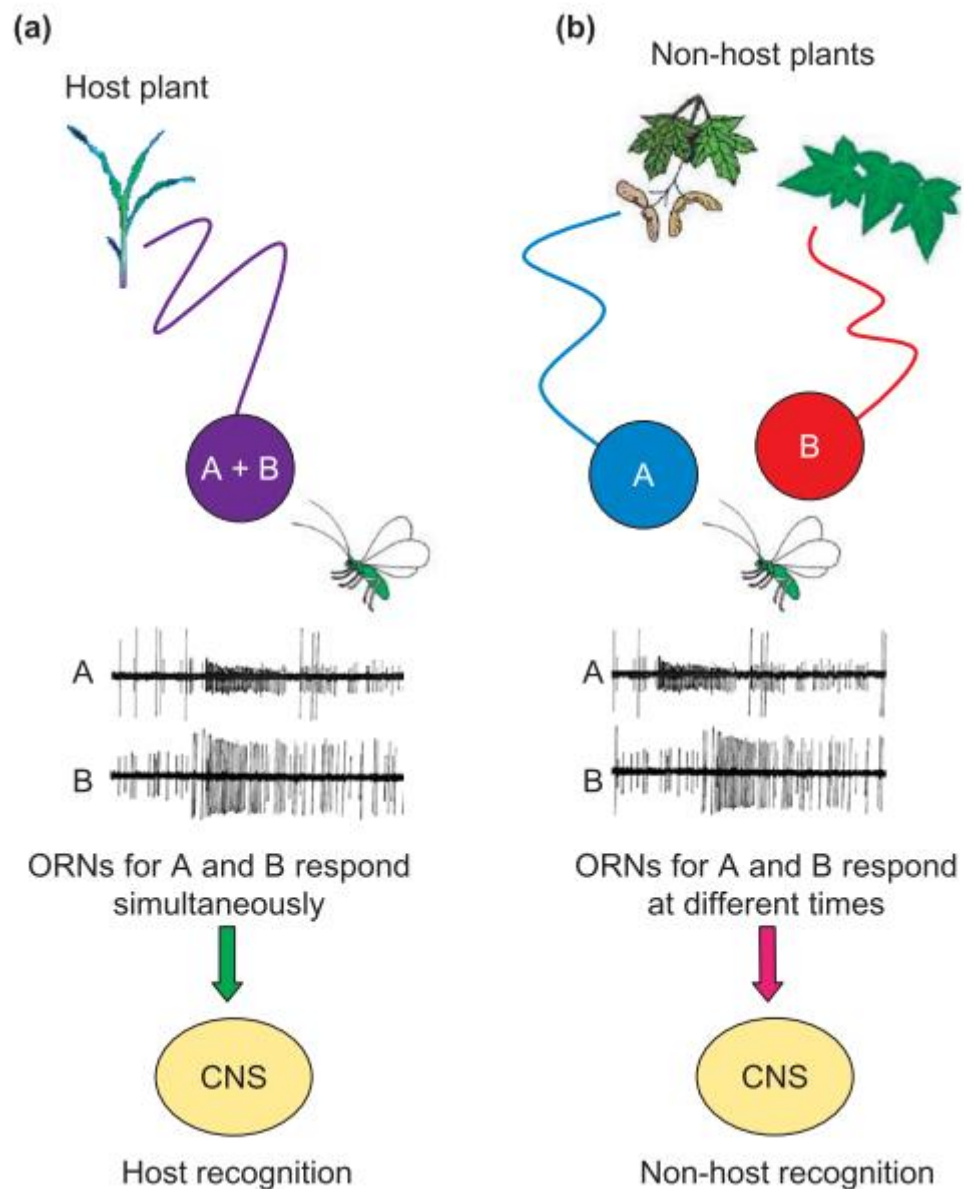 (a)
Host plant
A + B
A
B
ORNs for A and B respond
simultaneously
CNS
Host recognition
(b)
Non-host plants
A
B
A
B
ORNs for A and B respond
at different times
CNS
Non-host recognition